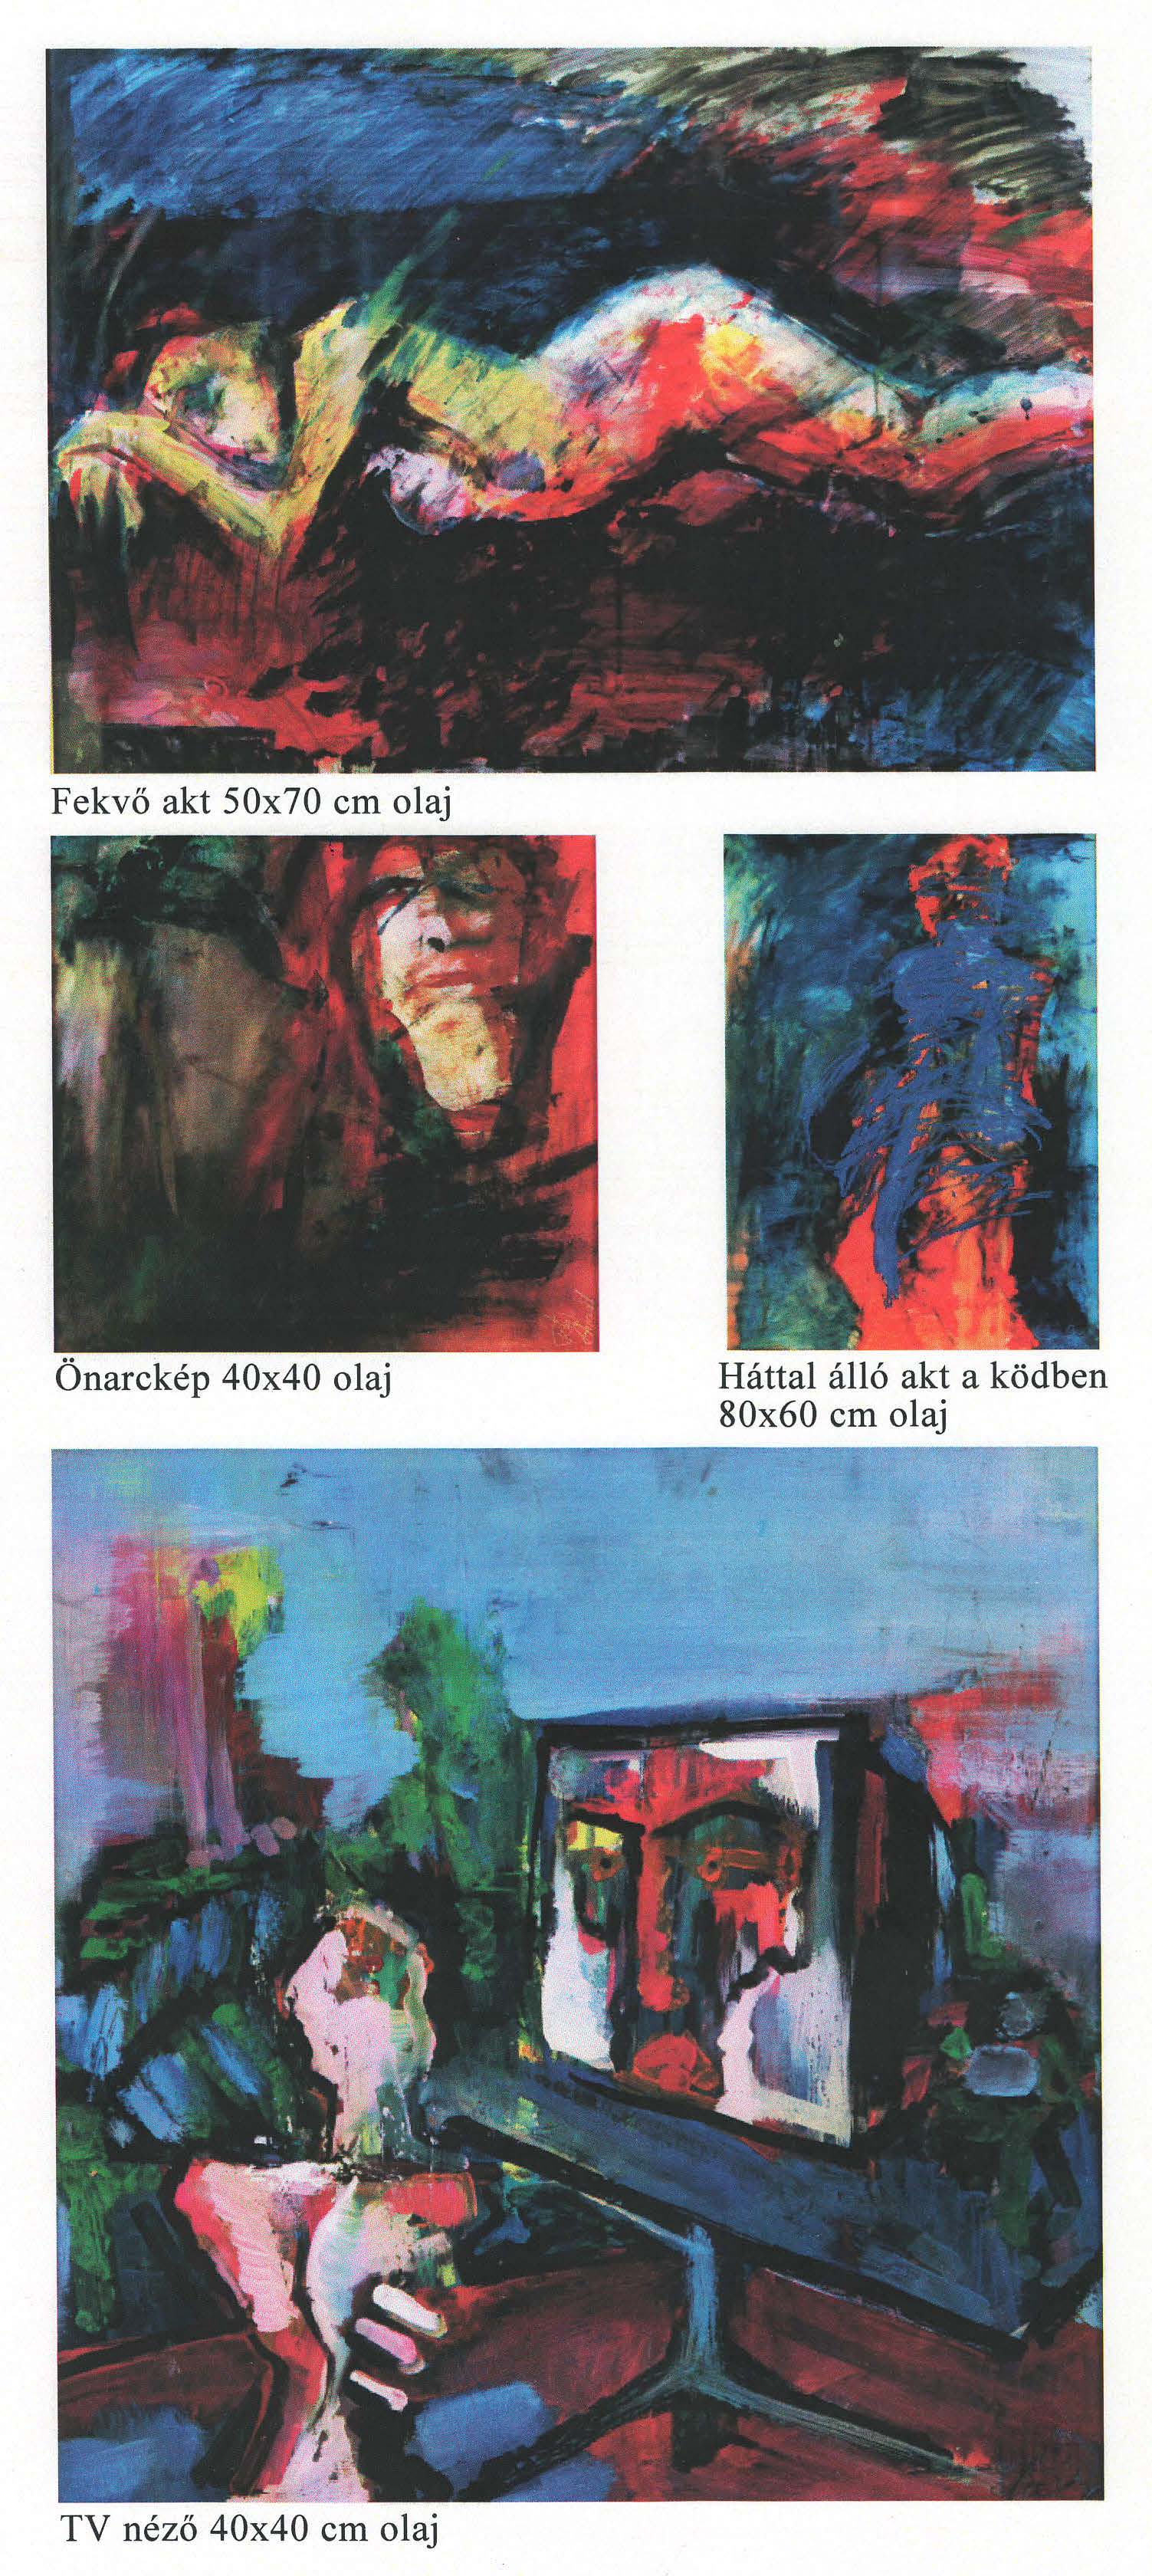 Fekvő akt 50x70 cm olaj
Önarckép 40x40 olaj
Háttal álló akt a ködben
80x60 cm olaj
TV néző 40x40 cm olaj